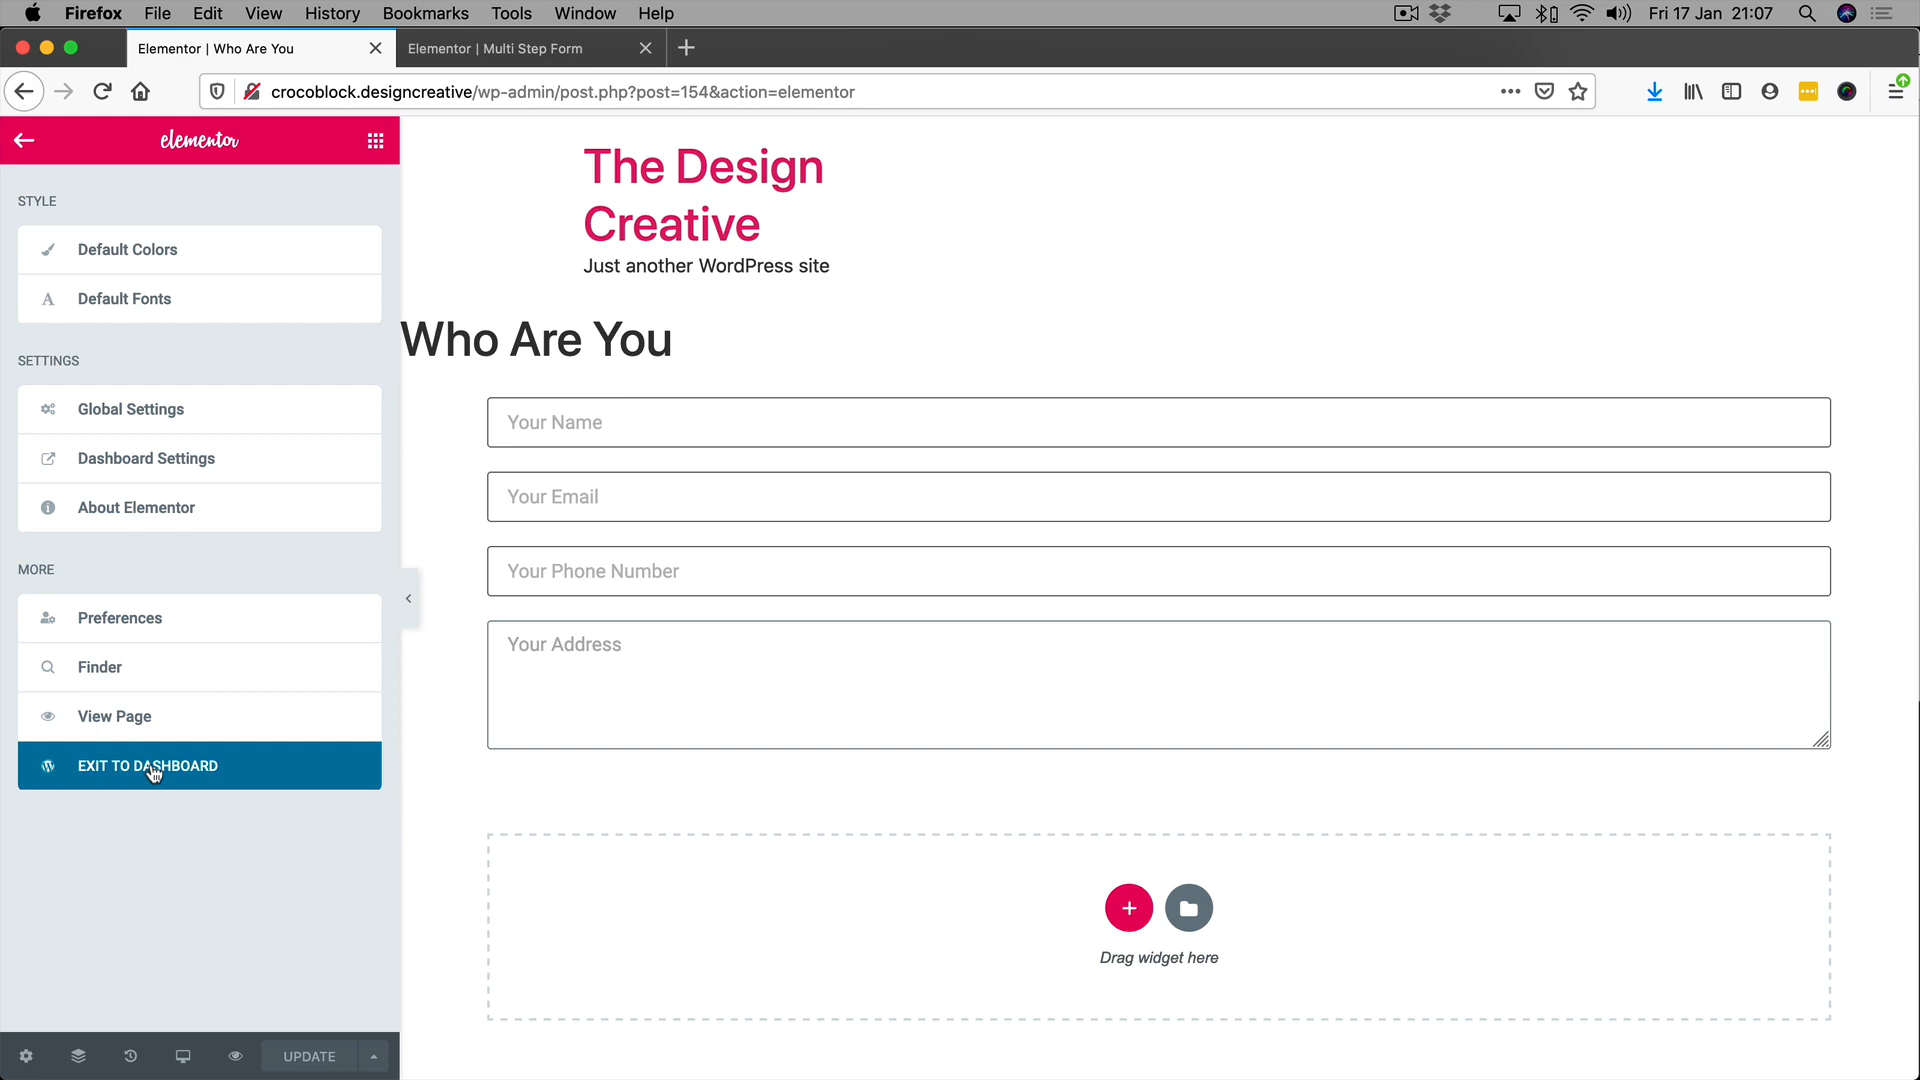 Firefox File Edit View History Bookmarks Tools Window Help Fri 17 Jan 21:07
Elementor | Who Are You
Elementor | Multi Step Form
crocoblock.designcreative/wp-admin/post.php?post=154&action=elementor
elementor
STYLE
Default Colors
Default Fonts
SETTINGS
Global Settings
Dashboard Settings
About Elementor
MORE
Preferences
Finder
View Page
EXIT TO DASHBOARD
UPDATE
The Design
Creative
Just another WordPress site
Who Are You
Your Name
Your Email
Your Phone Number
Your Address
Drag widget here